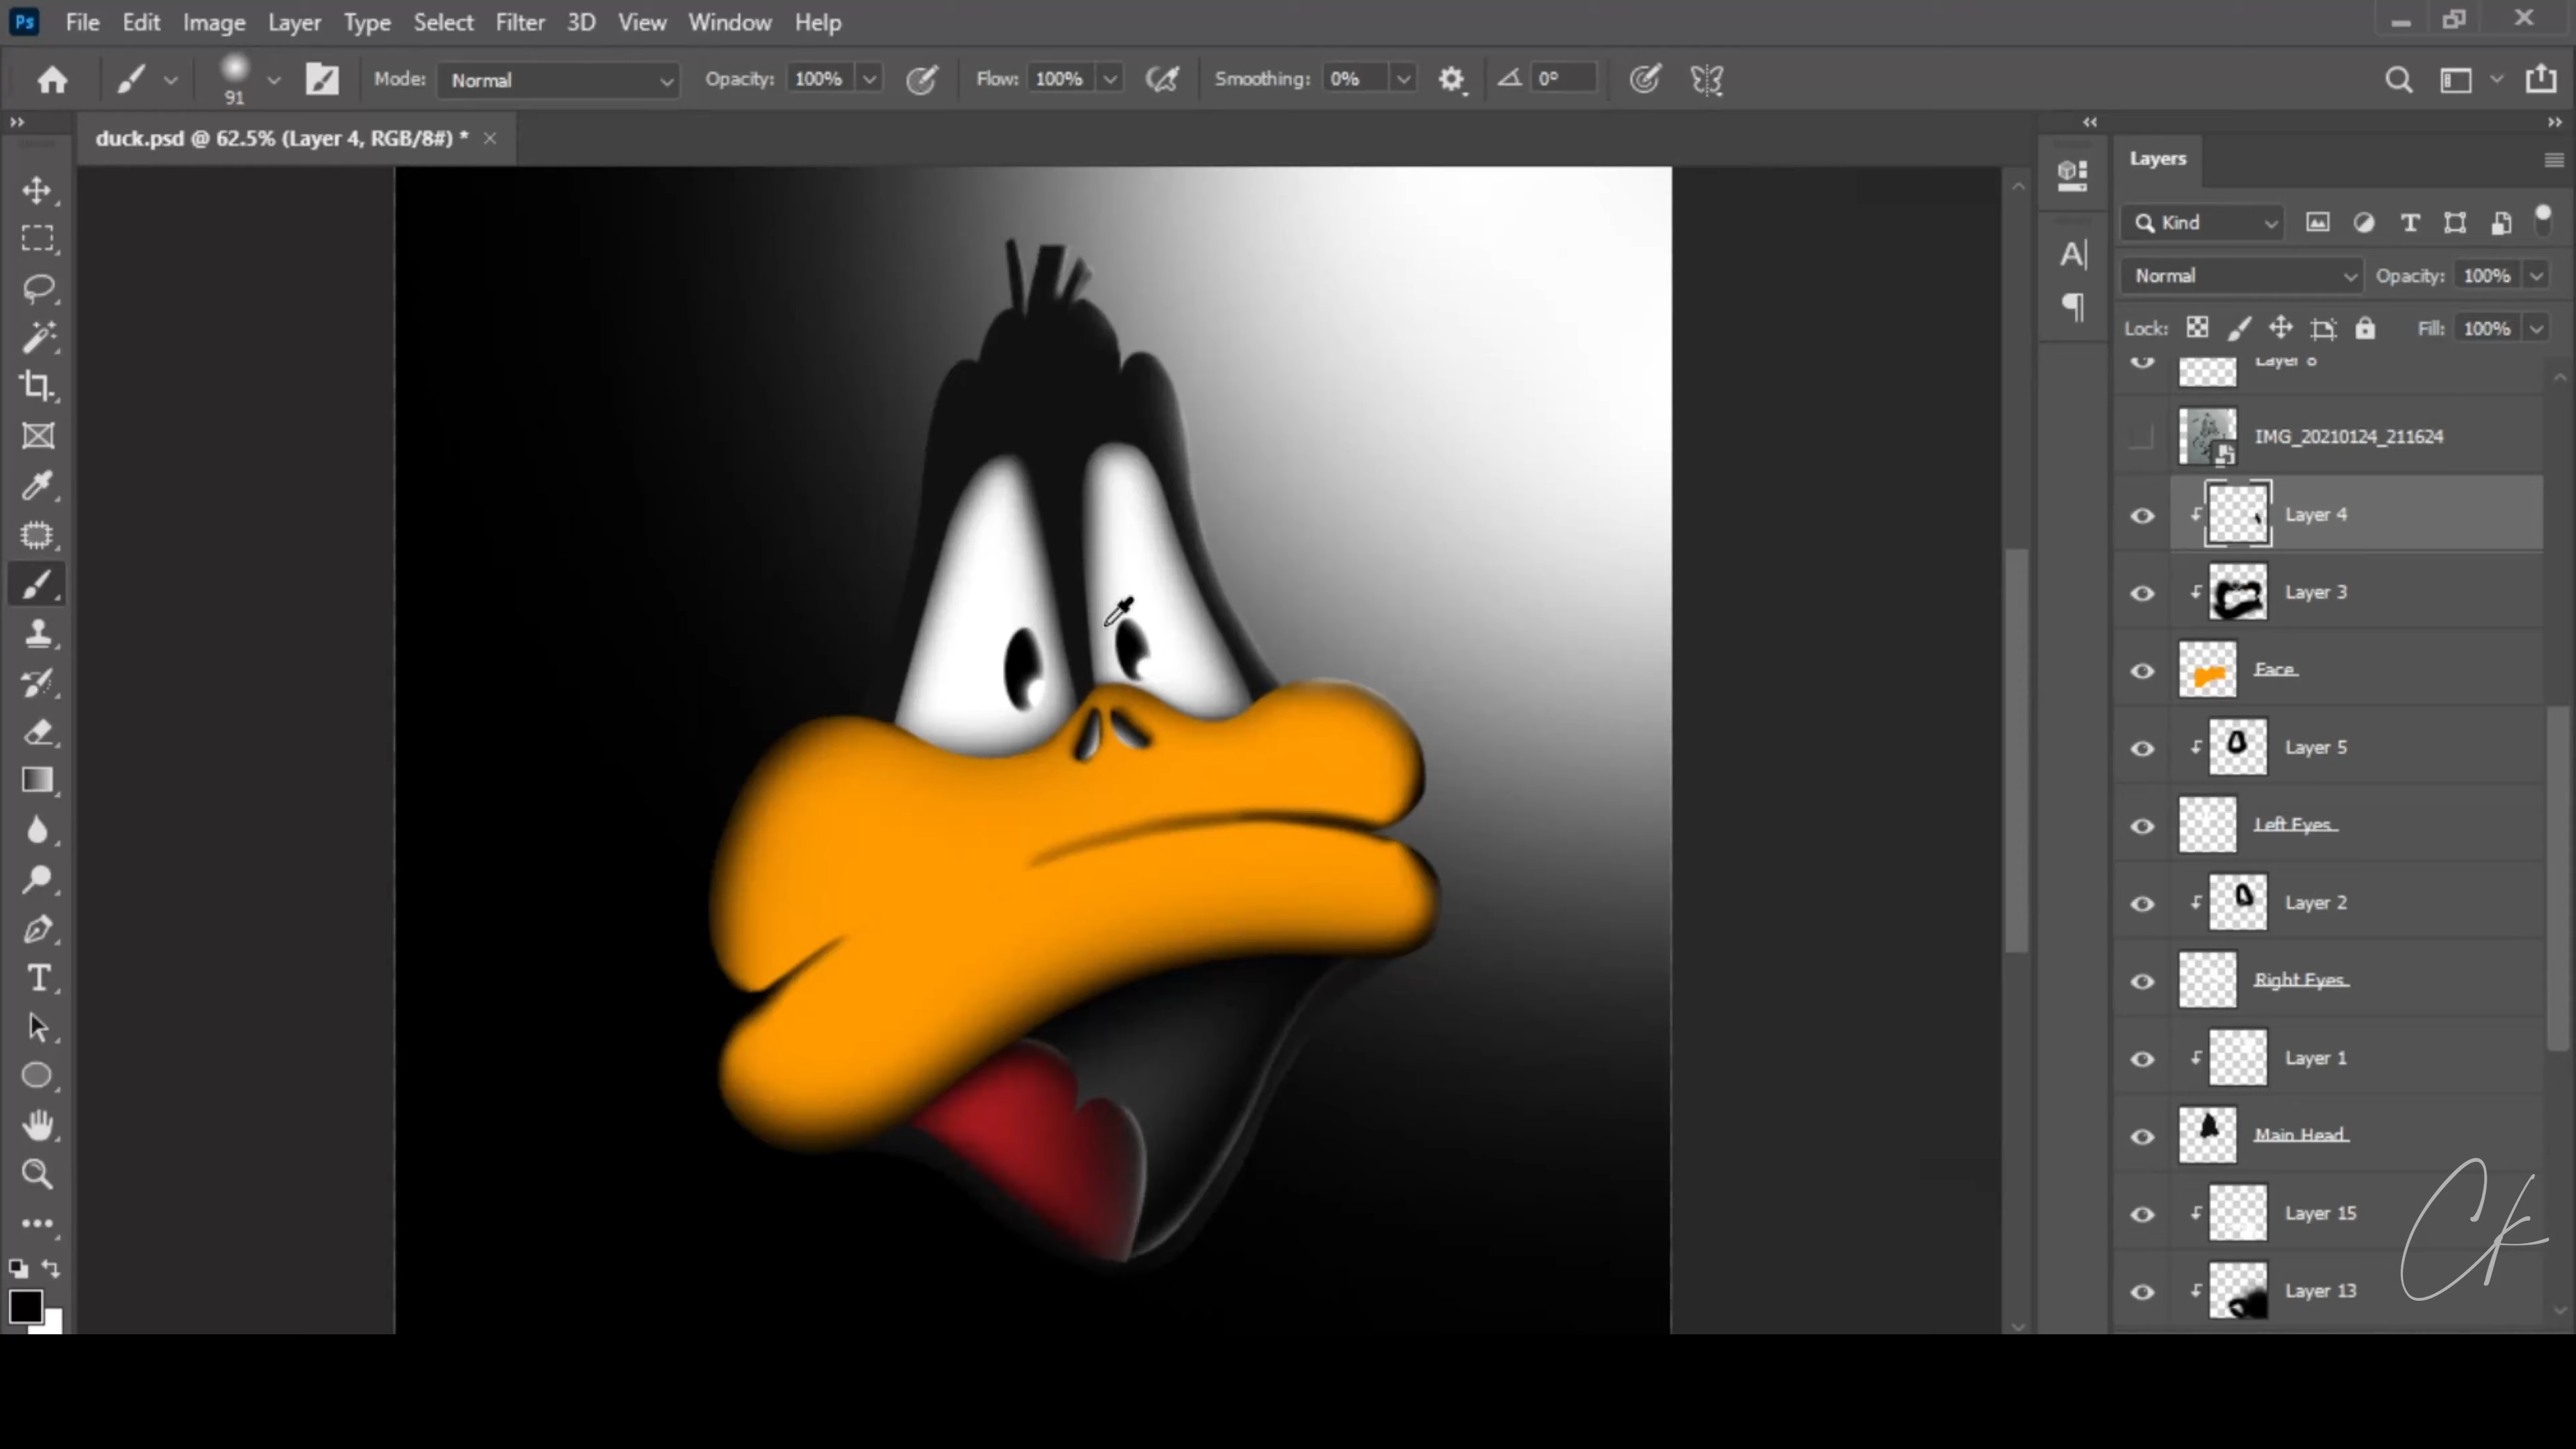 Ps File Edit Image Layer Type Select Filter 3D View Window Help
91 Mode: Normal Opacity: 100% Flow: 100% Smoothing: 0% 0°
duck.psd @ 62.5% (Layer 4, RGB/8#) *
Layers
Kind
Normal Opacity: 100%
Lock: Fill: 100%
Layer 8
IMG_20210124_211624
Layer 4
Layer 3
Face
Layer 5
Left Eyes
Layer 2
Right Eyes
Layer 1
Main Head
Layer 15
Layer 13
Ck